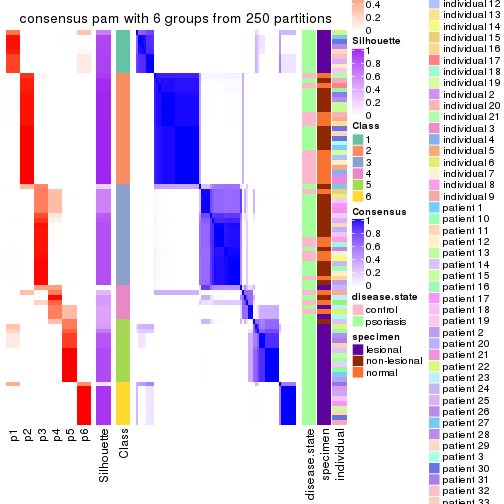 consensus pam with 6 groups from 250 partitions
p1
p2
p3
p4
p5
p6
Silhouette
Class
disease.state
specimen
individual
0.4
0.2
0
Silhouette
1
0.8
0.6
0.4
0.2
0
Class
1
2
3
4
5
6
Consensus
1
0.8
0.6
0.4
0.2
0
disease.state
control
psoriasis
specimen
lesional
non-lesional
normal
individual 12
individual 13
individual 14
individual 15
individual 16
individual 17
individual 18
individual 19
individual 2
individual 20
individual 21
individual 3
individual 4
individual 5
individual 6
individual 7
individual 8
individual 9
patient 1
patient 10
patient 11
patient 12
patient 13
patient 14
patient 15
patient 16
patient 17
patient 18
patient 19
patient 2
patient 20
patient 21
patient 22
patient 23
patient 24
patient 25
patient 26
patient 27
patient 28
patient 29
patient 3
patient 30
patient 31
patient 32
patient 33